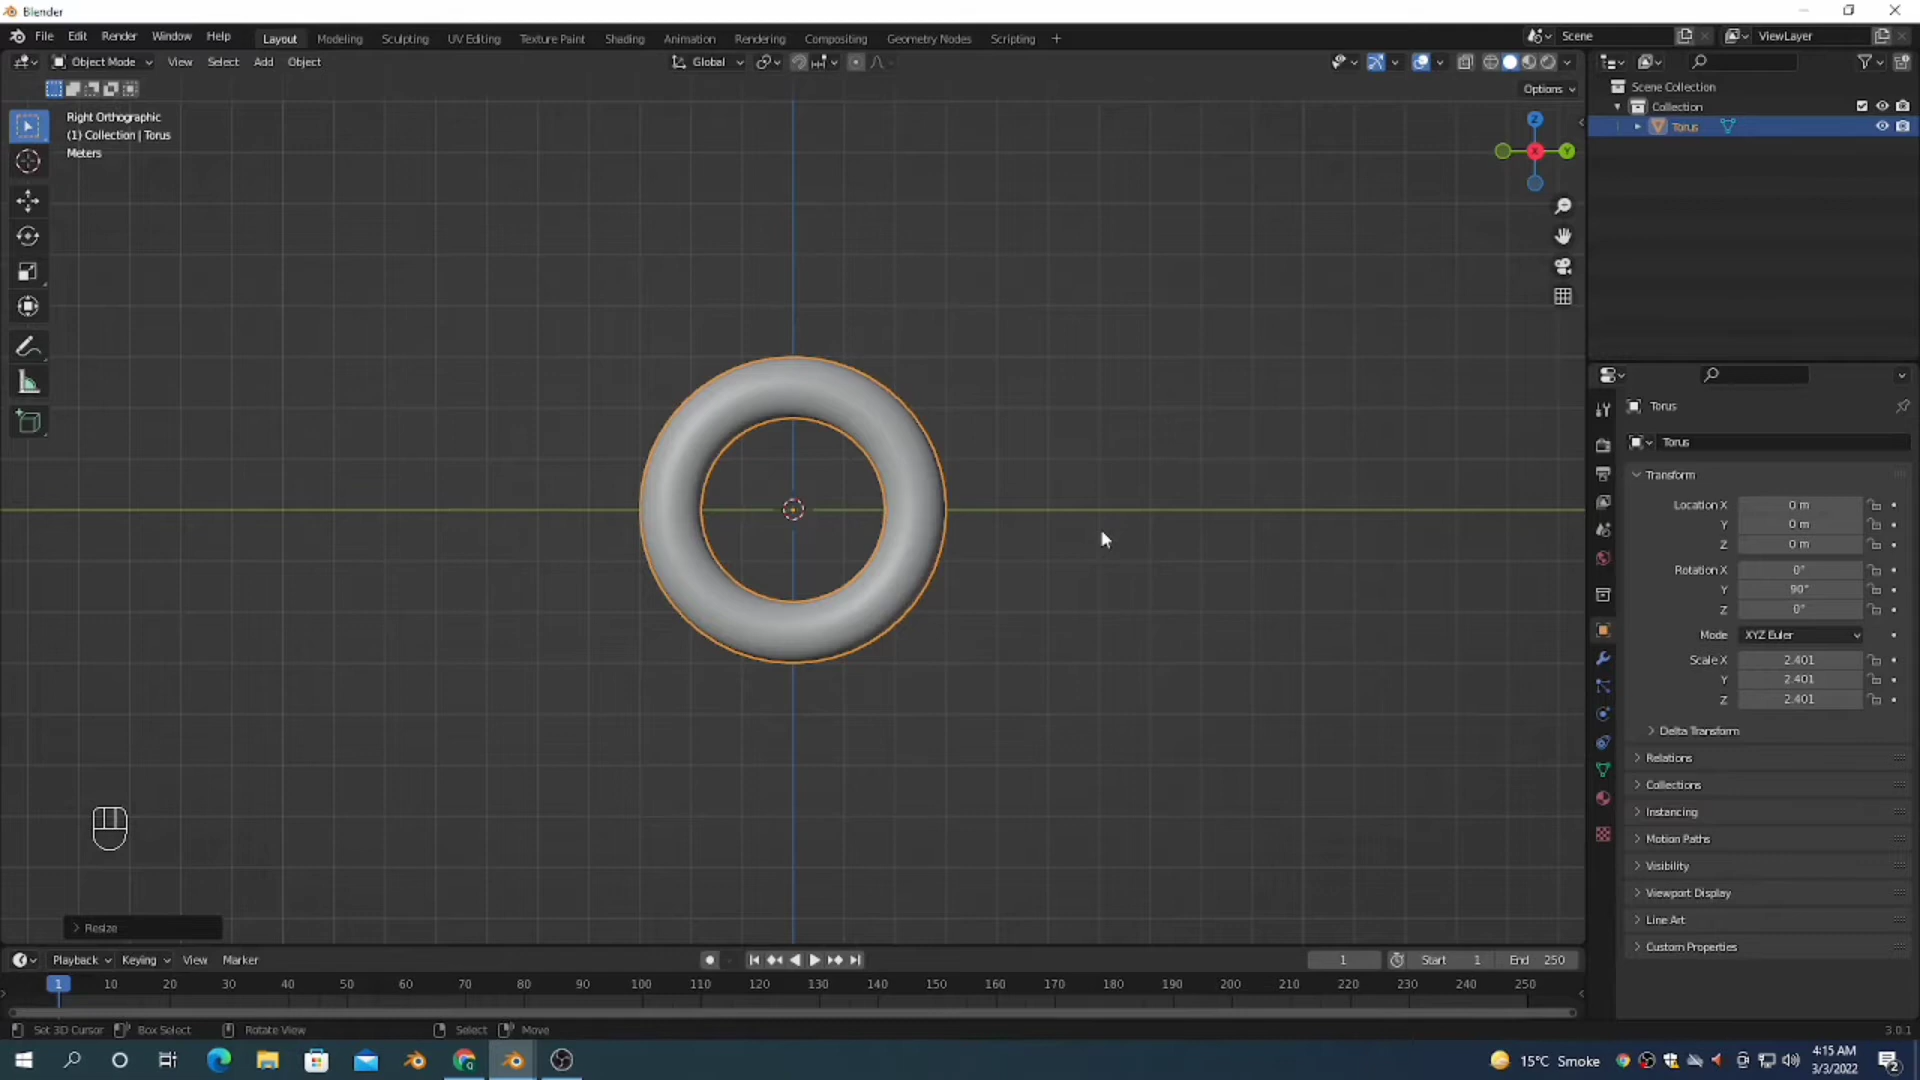 Blender
File Edit Render Window Help Layout Modeling Sculpting UV Editing Texture Paint Shading Animation Rendering Compositing Geometry Nodes Scripting + Scene ViewLayer
Object Mode View Select Add Object Global
Options
Right Orthographic
(1) Collection | Torus
Meters
Z
X
Y
Scene Collection
Collection
Torus
Torus
Torus
Transform
Location X 0 m
Y 0 m
Z 0 m
Rotation X 0°
Y 90°
Z 0°
Mode XYZ Euler
Scale X 2.401
Y 2.401
Z 2.401
Delta Transform
Relations
Collections
Instancing
Motion Paths
Visibility
Viewport Display
Line Art
Custom Properties
Resize
Playback Keying View Marker 1 Start 1 End 250
1 10 20 30 40 50 60 70 80 90 100 110 120 130 140 150 160 170 180 190 200 210 220 230 240 250
Set 3D Cursor Box Select Rotate View Select Move 3.0.1
15°C Smoke 4:15 AM
3/3/2022
2